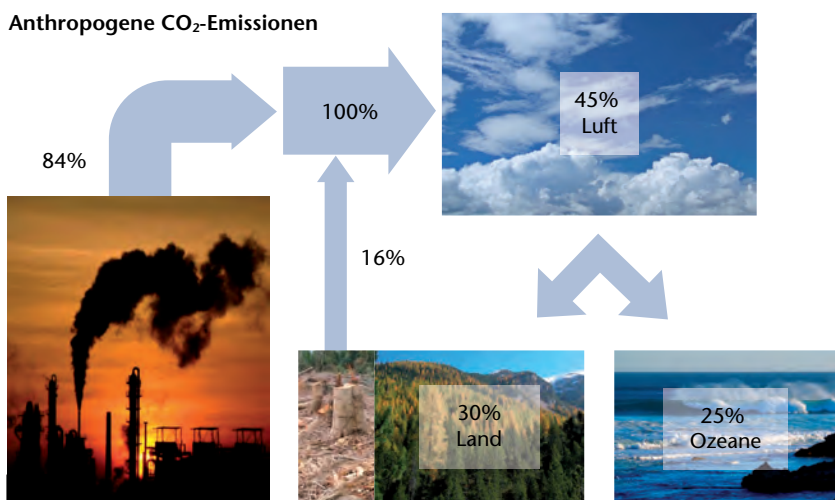 Anthropogene CO₂-Emissionen
84%
100%
16%
45%
Luft
30%
Land
25%
Ozeane